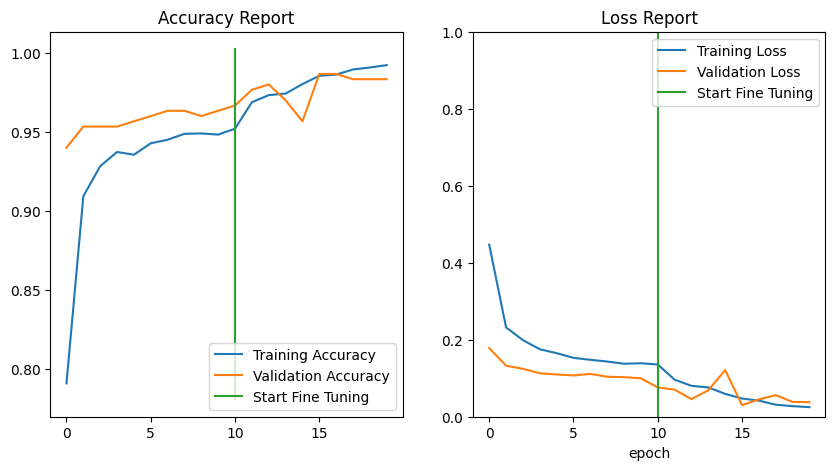 Accuracy Report
1.00
0.95
0.90
0.85
0.80
0
5
10
15
Training Accuracy
Validation Accuracy
Start Fine Tuning
Loss Report
1.0
0.8
0.6
0.4
0.2
0.0
0
5
10
15
epoch
Training Loss
Validation Loss
Start Fine Tuning